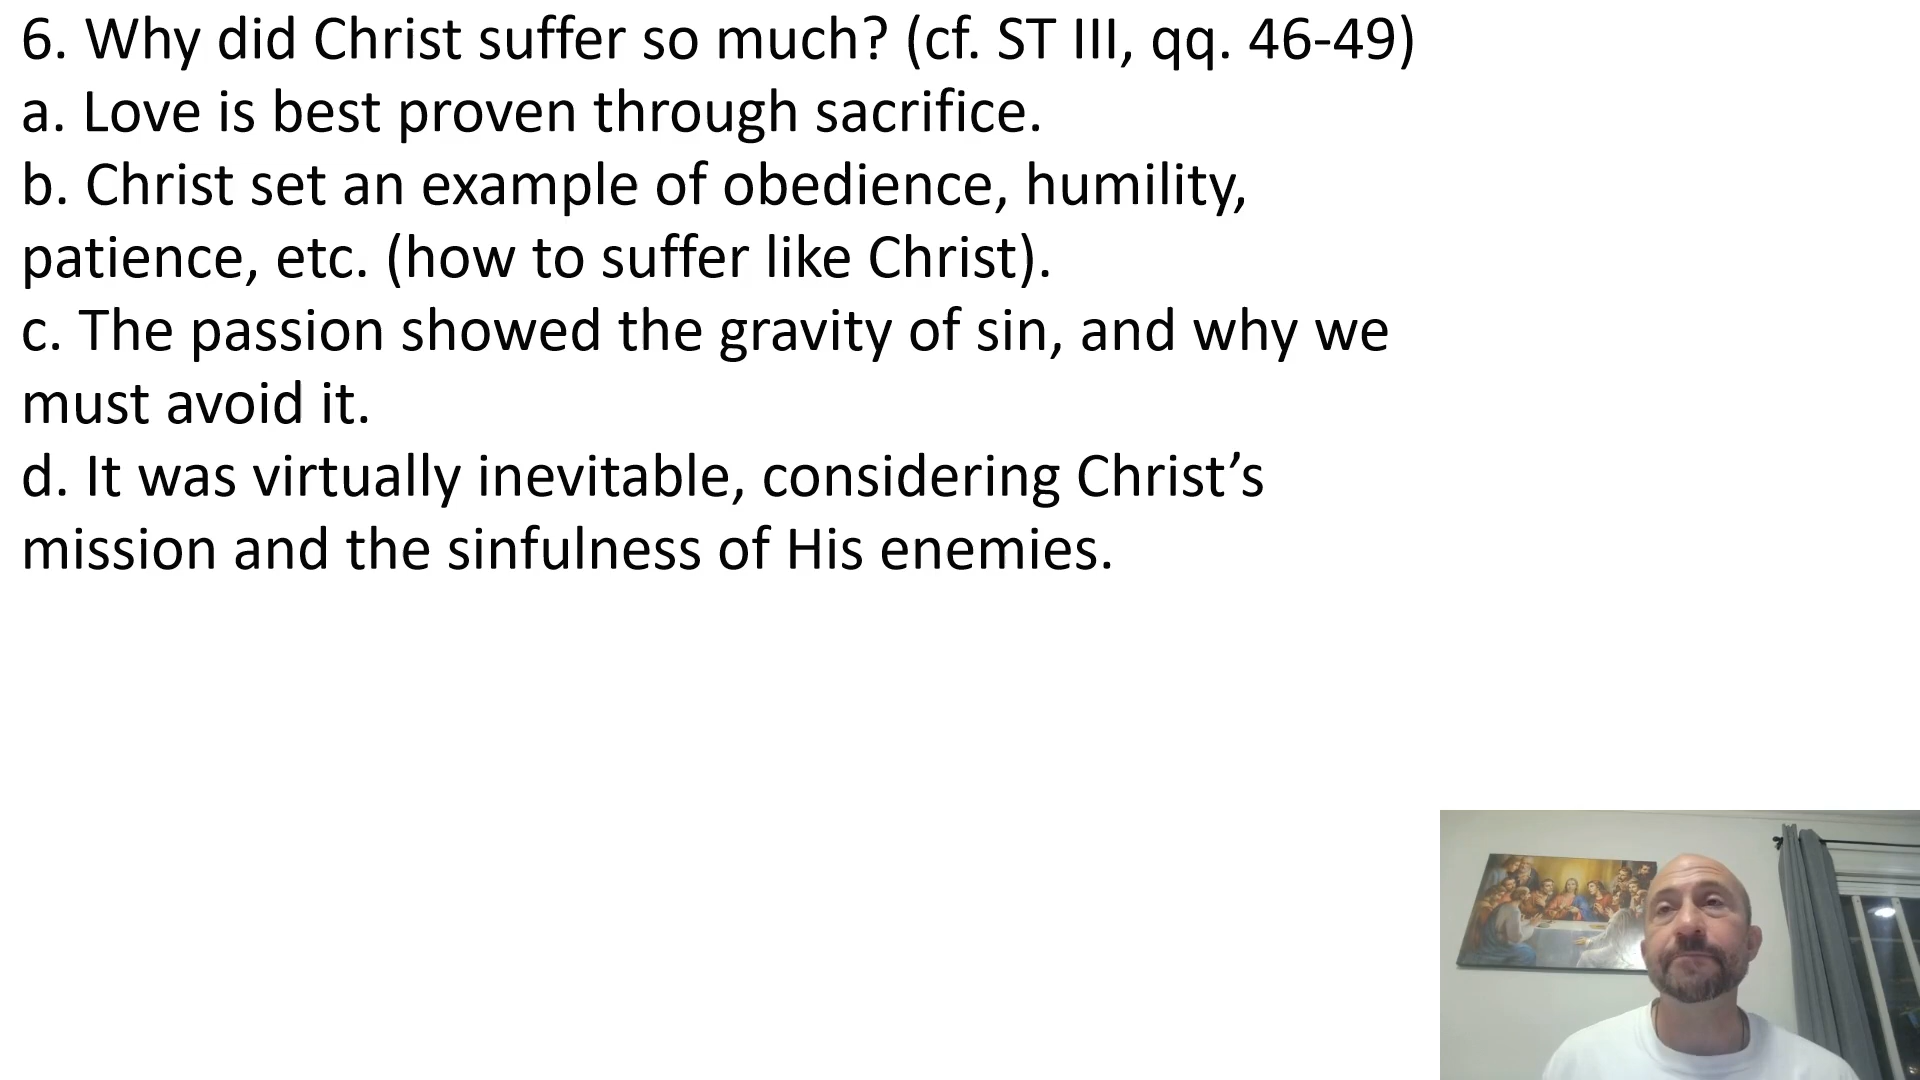 6. Why did Christ suffer so much? (cf. ST III, qq. 46-49)
a. Love is best proven through sacrifice.
b. Christ set an example of obedience, humility,
patience, etc. (how to suffer like Christ).
c. The passion showed the gravity of sin, and why we
must avoid it.
d. It was virtually inevitable, considering Christ’s
mission and the sinfulness of His enemies.